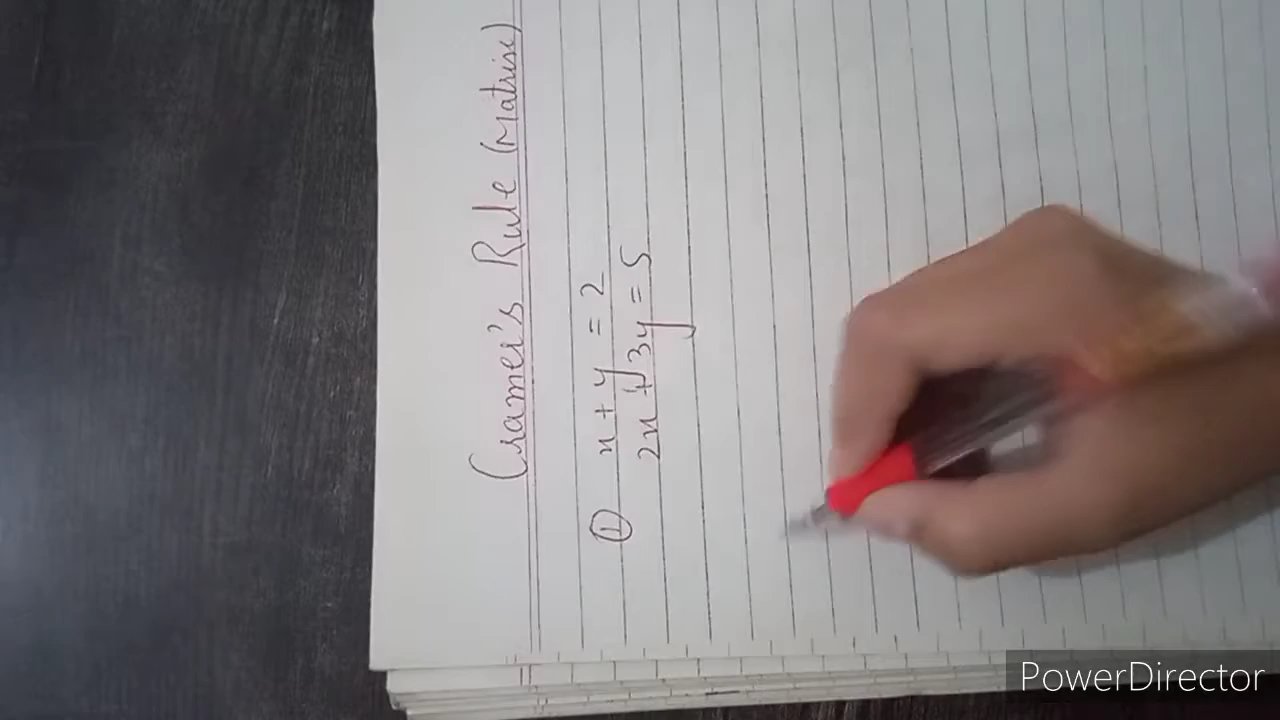 Cramer's Rule (Matrix)
① x + y = 2
2x + 3y = 5
PowerDirector